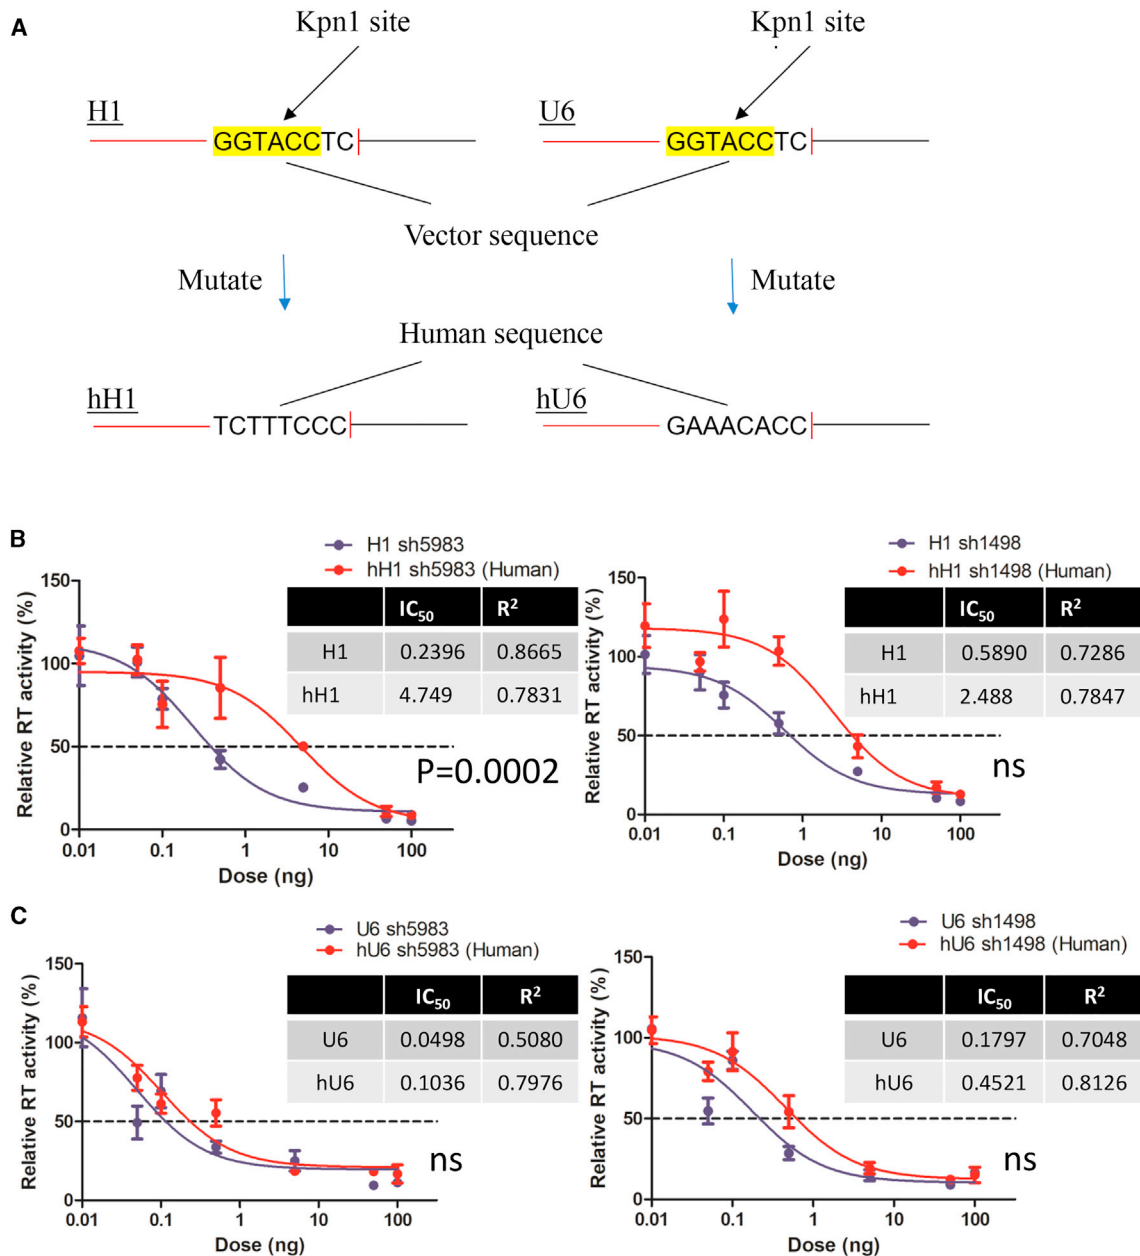 A
Kpn1 site
Kpn1 site
H1
U6
GGTACCTC
GGTACCTC
Vector sequence
Mutate
Mutate
Human sequence
hH1
hU6
TCTTTCCC
GAAACACC
B
H1 sh5983
hH1 sh5983 (Human)
IC50 R2
H1 0.2396 0.8665
hH1 4.749 0.7831
P=0.0002
Relative RT activity (%)
150
100
50
0
0.01 0.1 1 10 100
Dose (ng)
H1 sh1498
hH1 sh1498 (Human)
IC50 R2
H1 0.5890 0.7286
hH1 2.488 0.7847
ns
Relative RT activity (%)
150
100
50
0
0.01 0.1 1 10 100
Dose (ng)
C
U6 sh5983
hU6 sh5983 (Human)
IC50 R2
U6 0.0498 0.5080
hU6 0.1036 0.7976
ns
Relative RT activity (%)
150
100
50
0
0.01 0.1 1 10 100
Dose (ng)
U6 sh1498
hU6 sh1498 (Human)
IC50 R2
U6 0.1797 0.7048
hU6 0.4521 0.8126
ns
Relative RT activity (%)
150
100
50
0
0.01 0.1 1 10 100
Dose (ng)